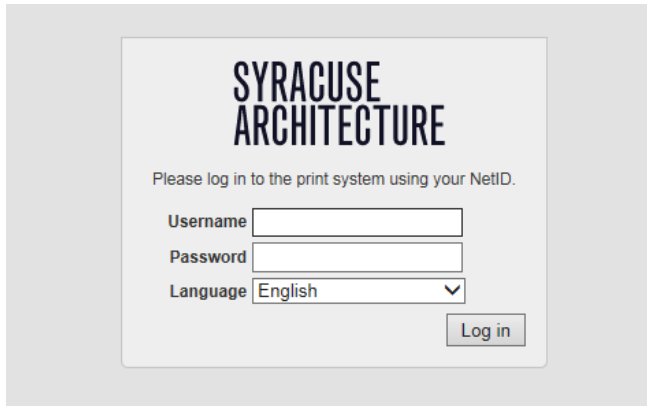 SYRACUSE
ARCHITECTURE
Please log in to the print system using your NetID.
Username
Password
Language English
Log in